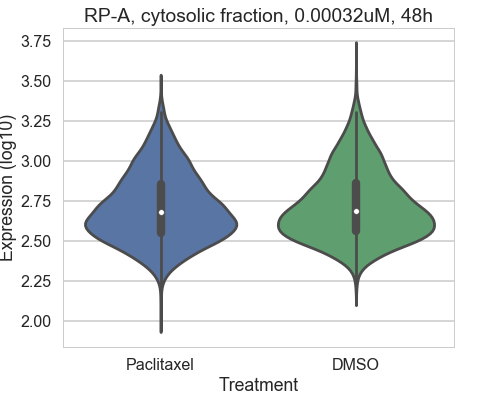 RP-A, cytosolic fraction, 0.00032uM, 48h
3.75
3.50
3.25
3.00
2.75
2.50
2.25
2.00
Expression (log10)
Paclitaxel DMSO
Treatment